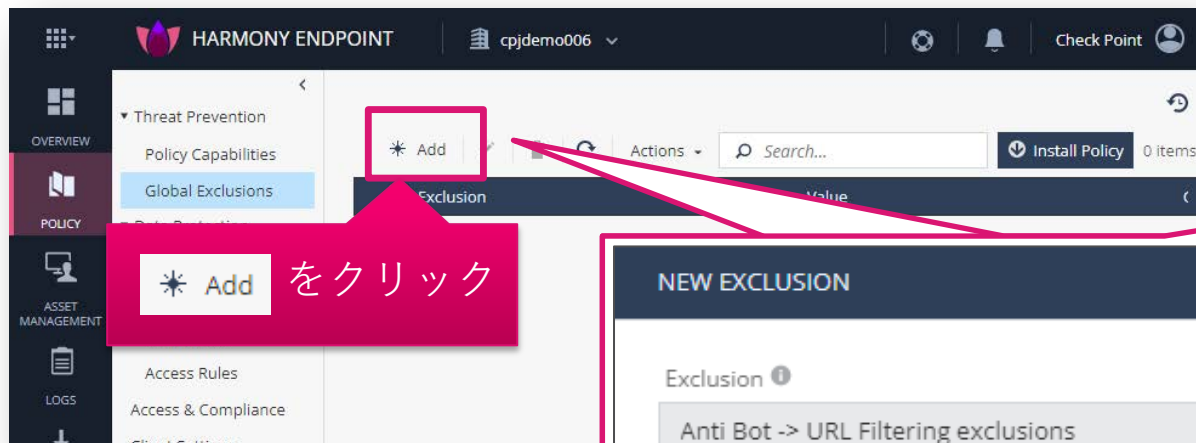 HARMONY ENDPOINT
cpjdemo006
Check Point
OVERVIEW
POLICY
ASSET
MANAGEMENT
LOGS
Threat Prevention
Policy Capabilities
Global Exclusions
Access Rules
Access & Compliance
Add
Actions
Search...
Install Policy
0 items
Exclusion
Value
Add をクリック
NEW EXCLUSION
Exclusion
Anti Bot -> URL Filtering exclusions